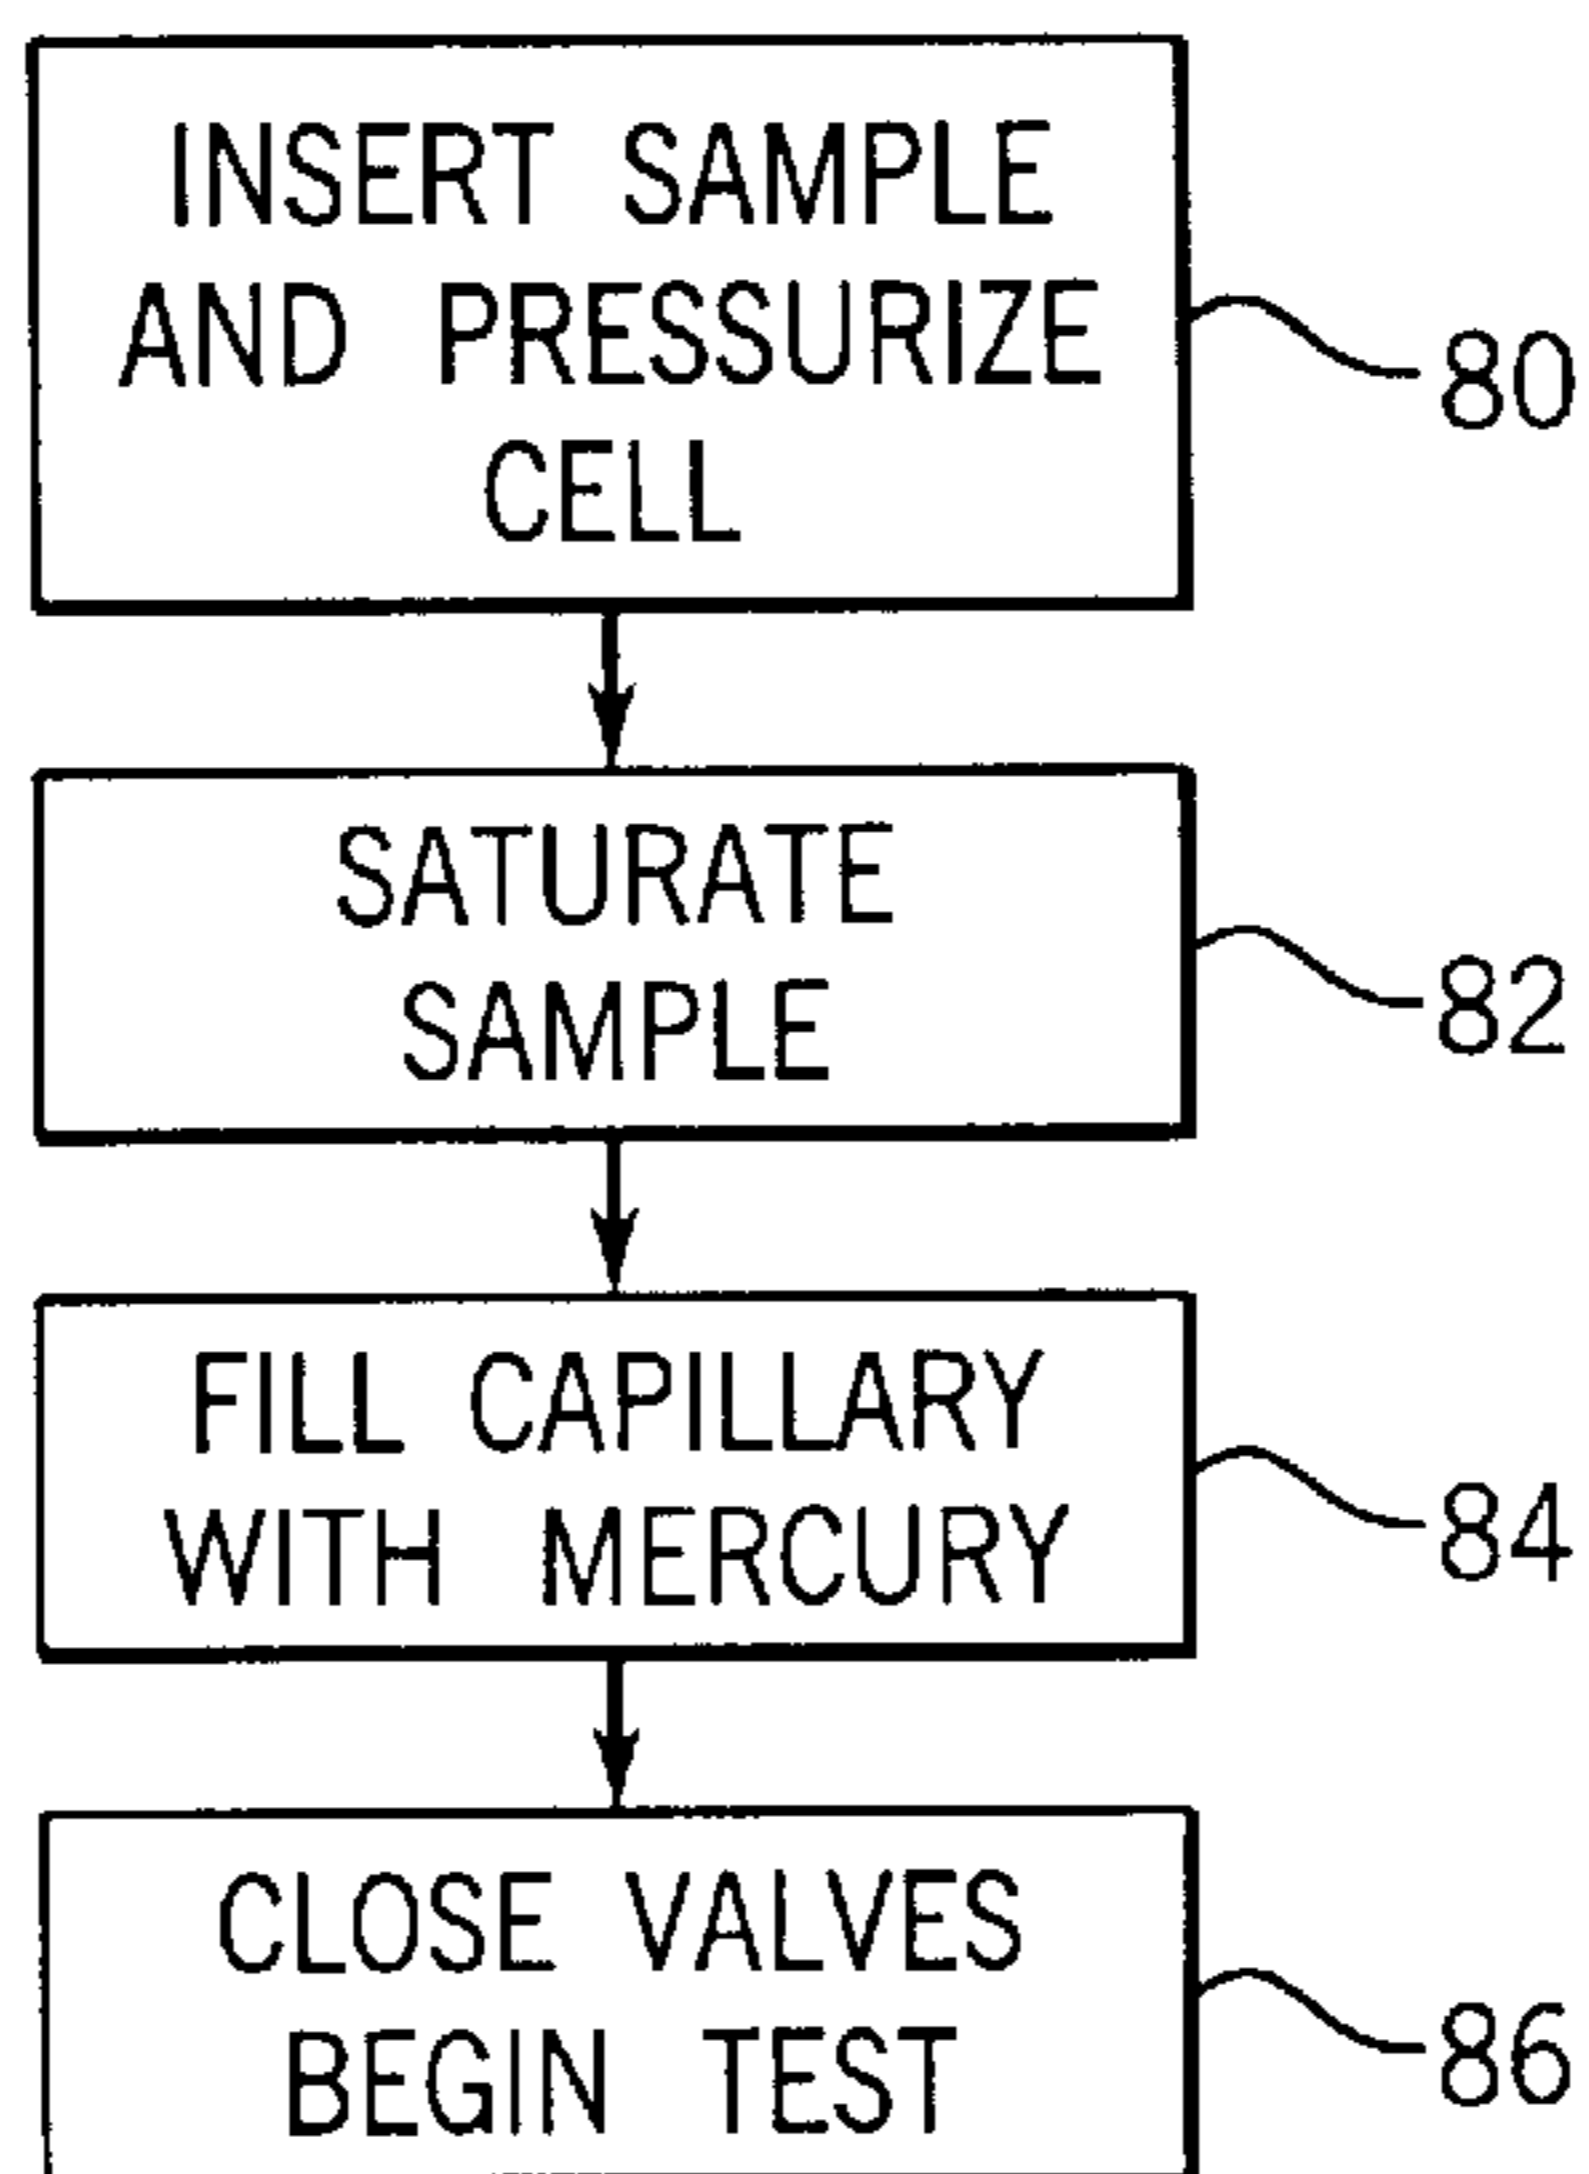 INSERT SAMPLE
AND PRESSURIZE
CELL
80
SATURATE
SAMPLE
82
FILL CAPILLARY
WITH MERCURY
84
CLOSE VALVES
BEGIN TEST
86